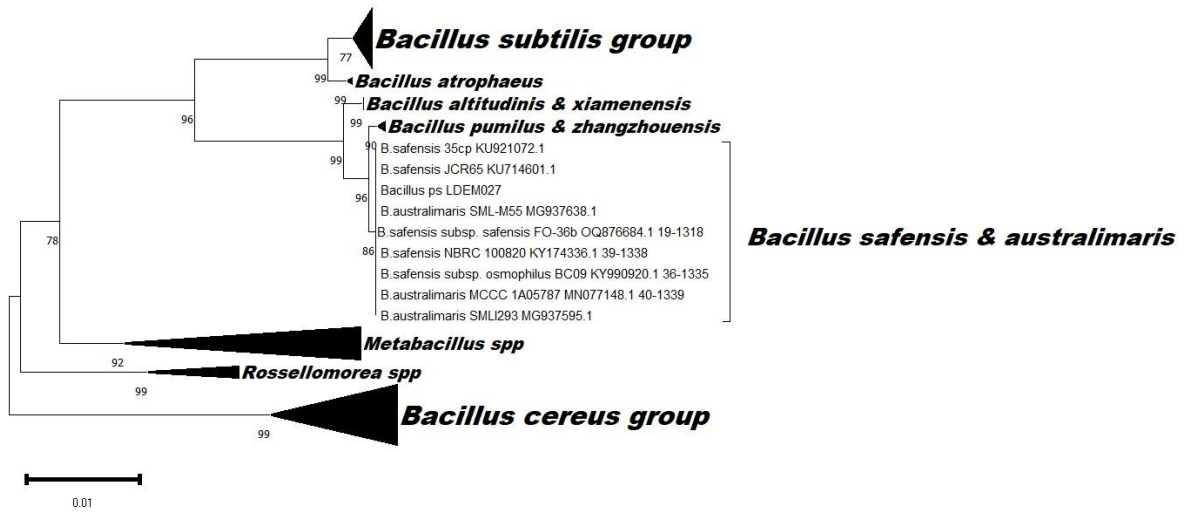 Bacillus subtilis group
77
99
Bacillus atrophaeus
99
Bacillus altitudinis & xiamenensis
96
99
Bacillus pumilus & zhangzhouensis
90
B.safensis 35cp KU921072.1
99
B.safensis JCR65 KU714601.1
Bacillus ps LDEM027
96
B.australimaris SML-M55 MG937638.1
B.safensis subsp. safensis FO-36b OQ876684.1 19-1318
Bacillus safensis & australimaris
78
86
B.safensis NBRC 100820 KY174336.1 39-1338
B.safensis subsp. osmophilus BC09 KY990920.1 36-1335
B.australimaris MCCC 1A05787 MN077148.1 40-1339
B.australimaris SMLI293 MG937595.1
Metabacillus spp
92
Rossellomorea spp
99
Bacillus cereus group
99
0.01